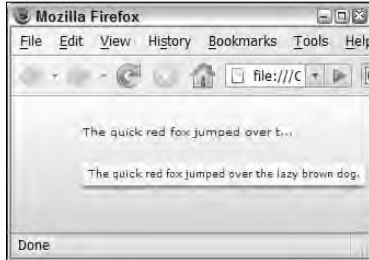 Mozilla Firefox
File Edit View History Bookmarks Tools Help
file:///C
The quick red fox jumped over t...
The quick red fox jumped over the lazy brown dog.
Done